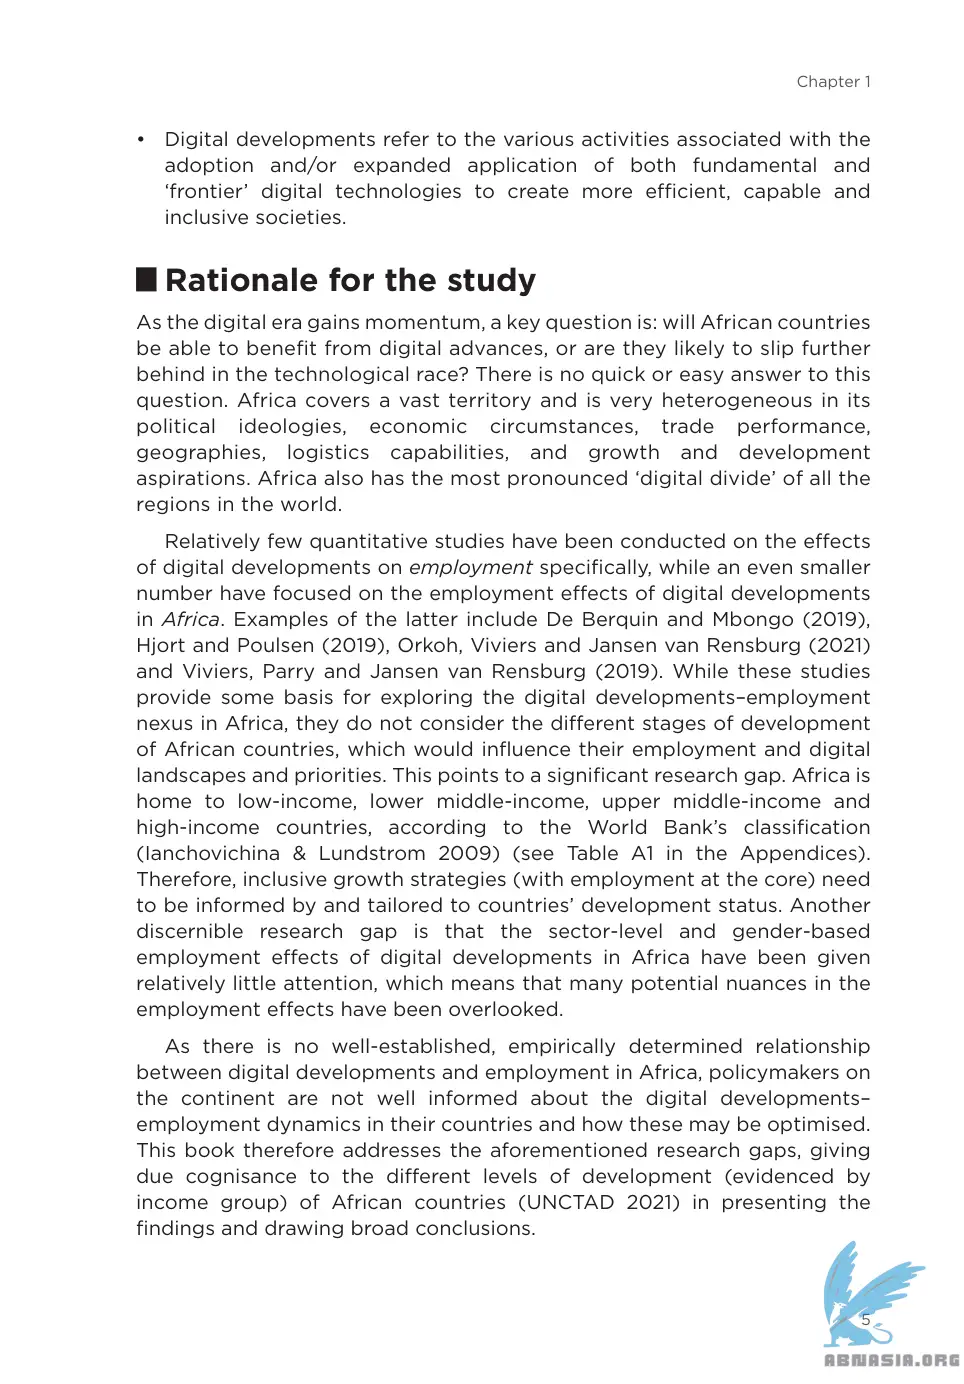 Chapter 1
• Digital developments refer to the various activities associated with the
adoption and/or expanded application of both fundamental and
‘frontier’ digital technologies to create more efficient, capable and
inclusive societies.
Rationale for the study
As the digital era gains momentum, a key question is: will African countries
be able to benefit from digital advances, or are they likely to slip further
behind in the technological race? There is no quick or easy answer to this
question. Africa covers a vast territory and is very heterogeneous in its
political ideologies, economic circumstances, trade performance,
geographies, logistics capabilities, and growth and development
aspirations. Africa also has the most pronounced ‘digital divide’ of all the
regions in the world.
Relatively few quantitative studies have been conducted on the effects
of digital developments on employment specifically, while an even smaller
number have focused on the employment effects of digital developments
in Africa. Examples of the latter include De Berquin and Mbongo (2019),
Hjort and Poulsen (2019), Orkoh, Viviers and Jansen van Rensburg (2021)
and Viviers, Parry and Jansen van Rensburg (2019). While these studies
provide some basis for exploring the digital developments–employment
nexus in Africa, they do not consider the different stages of development
of African countries, which would influence their employment and digital
landscapes and priorities. This points to a significant research gap. Africa is
home to low-income, lower middle-income, upper middle-income and
high-income countries, according to the World Bank’s classification
(Ianchovichina & Lundstrom 2009) (see Table A1 in the Appendices).
Therefore, inclusive growth strategies (with employment at the core) need
to be informed by and tailored to countries’ development status. Another
discernible research gap is that the sector-level and gender-based
employment effects of digital developments in Africa have been given
relatively little attention, which means that many potential nuances in the
employment effects have been overlooked.
As there is no well-established, empirically determined relationship
between digital developments and employment in Africa, policymakers on
the continent are not well informed about the digital developments–
employment dynamics in their countries and how these may be optimised.
This book therefore addresses the aforementioned research gaps, giving
due cognisance to the different levels of development (evidenced by
income group) of African countries (UNCTAD 2021) in presenting the
findings and drawing broad conclusions.
5
ABNASIA.ORG